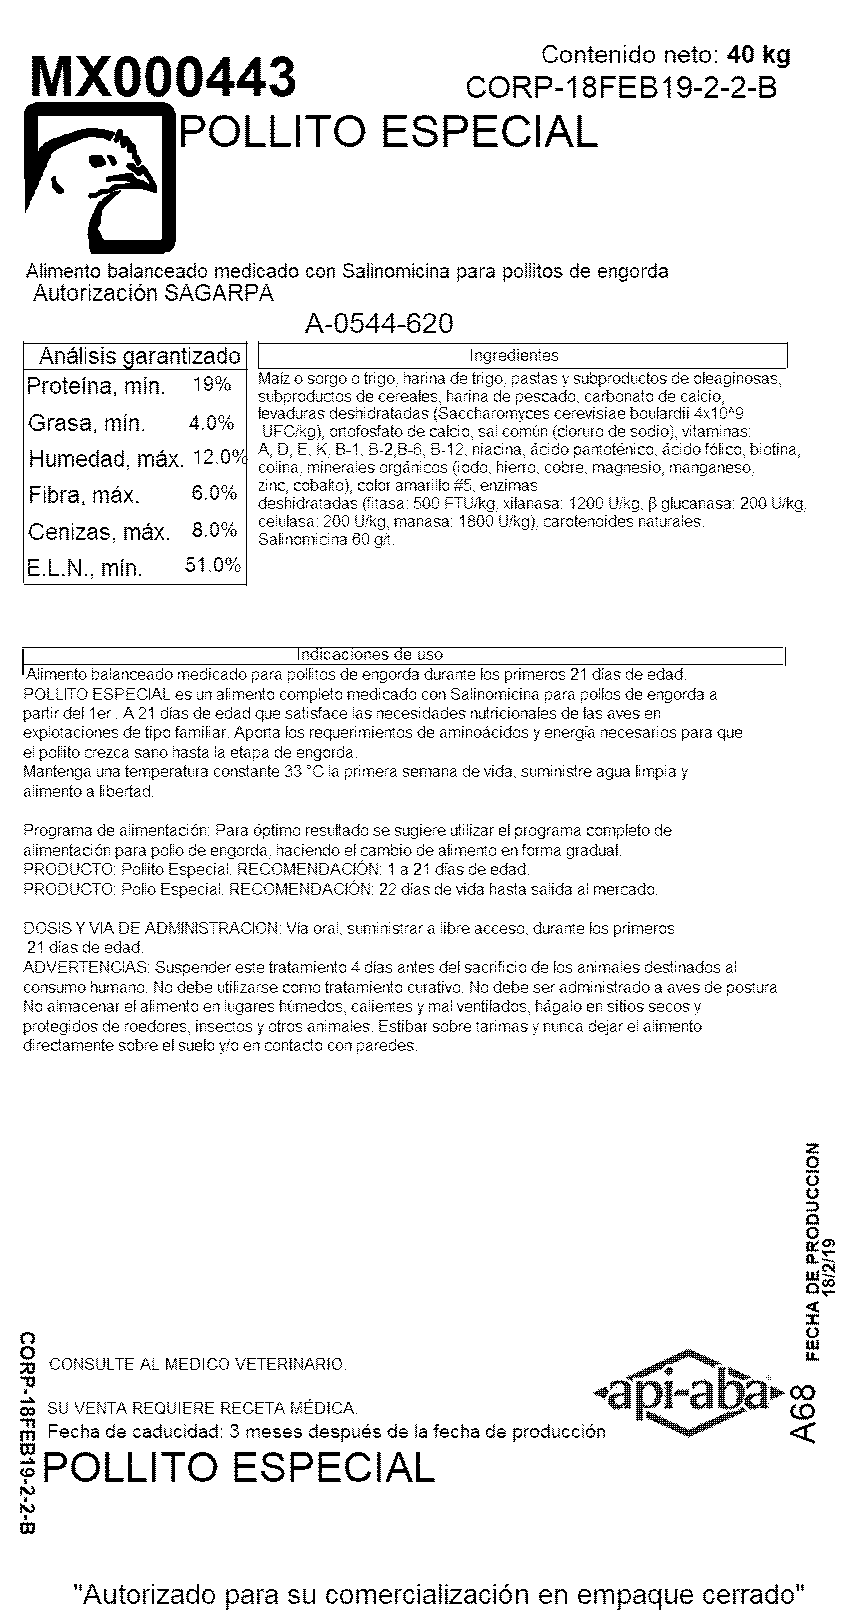 MX000443
Contenido neto: 40 kg
CORP-18FEB19-2-2-B
POLLITO ESPECIAL
Alimento balanceado medicado con Salinomicina para pollitos de engorda
Autorización SAGARPA
A-0544-620
Análisis garantizado
Proteína, mín. 19%
Grasa, mín. 4.0%
Humedad, máx. 12.0%
Fibra, máx. 6.0%
Cenizas, máx. 8.0%
E.L.N., mín. 51.0%
Ingredientes
Maíz o sorgo o trigo, harina de trigo, pastas y subproductos de oleaginosas,
subproductos de cereales, harina de pescado, carbonato de calcio,
levaduras deshidratadas (Saccharomyces cerevisiae boulardii 4x10^9
UFC/kg), ortofosfato de calcio, sal común (cloruro de sodio), vitaminas:
A, D, E, K, B-1, B-2,B-6, B-12, niacina, ácido pantoténico, ácido fólico, biotina,
colina, minerales orgánicos (iodo, hierro, cobre, magnesio, manganeso,
zinc, cobalto), color amarillo #5, enzimas
deshidratadas (fitasa: 500 FTU/kg, xilanasa: 1200 U/kg, β glucanasa: 200 U/kg,
celulasa: 200 U/kg, manasa: 1800 U/kg), carotenoides naturales.
Salinomicina 60 g/t.
Indicaciones de uso
Alimento balanceado medicado para pollitos de engorda durante los primeros 21 días de edad.
POLLITO ESPECIAL es un alimento completo medicado con Salinomicina para pollos de engorda a
partir del 1er . A 21 días de edad que satisface las necesidades nutricionales de las aves en
explotaciones de tipo familiar. Aporta los requerimientos de aminoácidos y energía necesarios para que
el pollito crezca sano hasta la etapa de engorda.
Mantenga una temperatura constante 33 °C la primera semana de vida, suministre agua limpia y
alimento a libertad.
Programa de alimentación: Para óptimo resultado se sugiere utilizar el programa completo de
alimentación para pollo de engorda, haciendo el cambio de alimento en forma gradual.
PRODUCTO: Pollito Especial. RECOMENDACIÓN: 1 a 21 días de edad.
PRODUCTO: Pollo Especial. RECOMENDACIÓN: 22 días de vida hasta salida al mercado.
DOSIS Y VIA DE ADMINISTRACION: Vía oral, suministrar a libre acceso, durante los primeros
21 días de edad.
ADVERTENCIAS: Suspender este tratamiento 4 días antes del sacrificio de los animales destinados al
consumo humano. No debe utilizarse como tratamiento curativo. No debe ser administrado a aves de postura
No almacenar el alimento en lugares húmedos, calientes y mal ventilados, hágalo en sitios secos y
protegidos de roedores, insectos y otros animales. Estibar sobre tarimas y nunca dejar el alimento
directamente sobre el suelo y/o en contacto con paredes.
FECHA DE PRODUCCION
18/2/19
A68
CORP-18FEB19-2-2-B
CONSULTE AL MEDICO VETERINARIO.
SU VENTA REQUIERE RECETA MÉDICA.
Fecha de caducidad: 3 meses después de la fecha de producción
api-aba®
POLLITO ESPECIAL
"Autorizado para su comercialización en empaque cerrado"